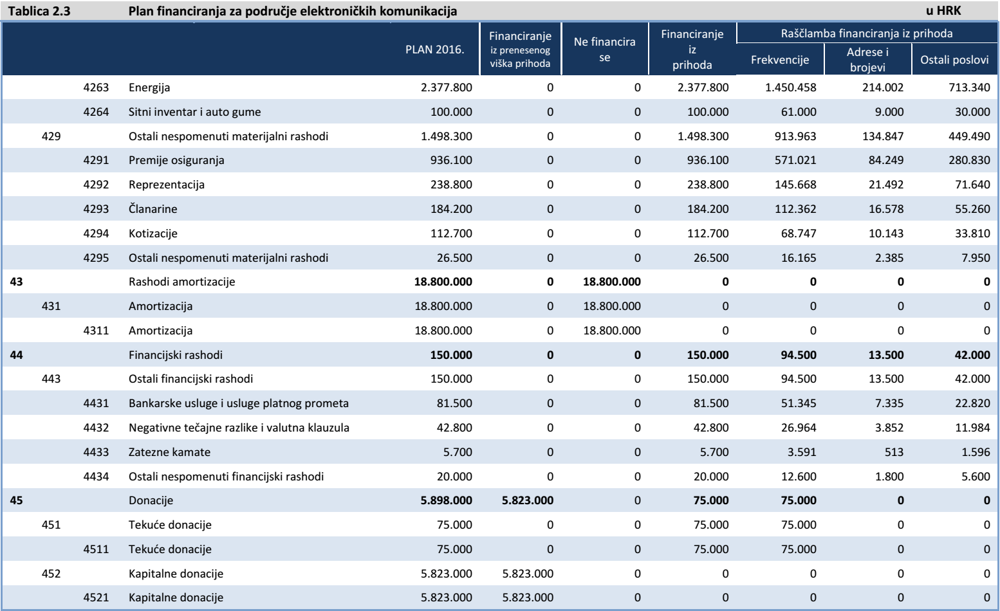 Tablica 2.3 Plan financiranja za područje elektroničkih komunikacija u HRK
PLAN 2016. Financiranje iz prenesenog viška prihoda Ne financira se Financiranje iz prihoda Raščlamba financiranja iz prihoda
Frekvencije Adrese i brojevi Ostali poslovi
4263 Energija 2.377.800 0 0 2.377.800 1.450.458 214.002 713.340
4264 Sitni inventar i auto gume 100.000 0 0 100.000 61.000 9.000 30.000
429 Ostali nespomenuti materijalni rashodi 1.498.300 0 0 1.498.300 913.963 134.847 449.490
4291 Premije osiguranja 936.100 0 0 936.100 571.021 84.249 280.830
4292 Reprezentacija 238.800 0 0 238.800 145.668 21.492 71.640
4293 Članarine 184.200 0 0 184.200 112.362 16.578 55.260
4294 Kotizacije 112.700 0 0 112.700 68.747 10.143 33.810
4295 Ostali nespomenuti materijalni rashodi 26.500 0 0 26.500 16.165 2.385 7.950
43 Rashodi amortizacije 18.800.000 0 18.800.000 0 0 0 0
431 Amortizacija 18.800.000 0 18.800.000 0 0 0 0
4311 Amortizacija 18.800.000 0 18.800.000 0 0 0 0
44 Financijski rashodi 150.000 0 0 150.000 94.500 13.500 42.000
443 Ostali financijski rashodi 150.000 0 0 150.000 94.500 13.500 42.000
4431 Bankarske usluge i usluge platnog prometa 81.500 0 0 81.500 51.345 7.335 22.820
4432 Negativne tečajne razlike i valutna klauzula 42.800 0 0 42.800 26.964 3.852 11.984
4433 Zatezne kamate 5.700 0 0 5.700 3.591 513 1.596
4434 Ostali nespomenuti financijski rashodi 20.000 0 0 20.000 12.600 1.800 5.600
45 Donacije 5.898.000 5.823.000 0 75.000 75.000 0 0
451 Tekuće donacije 75.000 0 0 75.000 75.000 0 0
4511 Tekuće donacije 75.000 0 0 75.000 75.000 0 0
452 Kapitalne donacije 5.823.000 5.823.000 0 0 0 0 0
4521 Kapitalne donacije 5.823.000 5.823.000 0 0 0 0 0